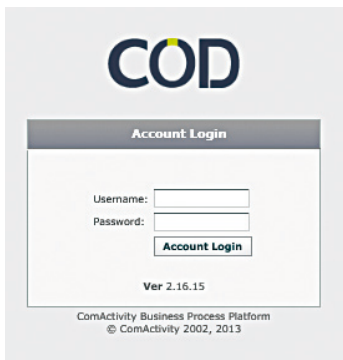 COD
Account Login
Username:
Password:
Account Login
Ver 2.16.15
ComActivity Business Process Platform
© ComActivity 2002, 2013